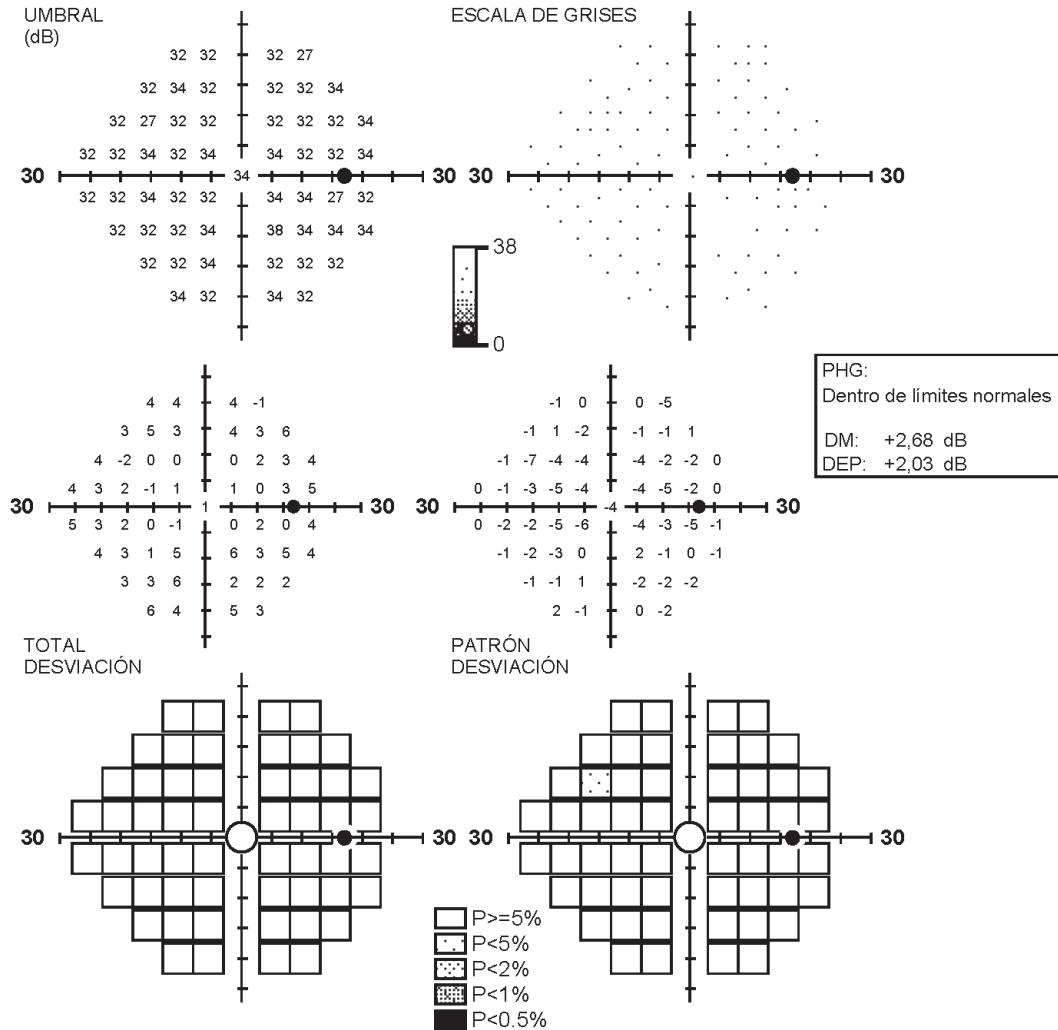 UMBRAL
(dB)
32 32 32 27
32 34 32 32 32 34
32 27 32 32 32 32 32 34
32 32 34 32 34 34 32 32 34
30 34 30
32 32 34 32 32 34 34 27 32
32 32 32 34 38 34 34 34
32 32 34 32 32 32
34 32 34 32
ESCALA DE GRISES
30 30
38
0
PHG:
Dentro de límites normales
DM: +2,68 dB
DEP: +2,03 dB
4 4 4 -1
3 5 3 4 3 6
4 -2 0 0 0 2 3 4
4 3 2 -1 1 1 0 3 5
30 1 30
5 3 2 0 -1 0 2 0 4
4 3 1 5 6 3 5 4
3 3 6 2 2 2
6 4 5 3
TOTAL
DESVIACIÓN
-1 0 0 -5
-1 1 -2 -1 -1 1
-1 -7 -4 -4 -4 -2 -2 0
0 -1 -3 -5 -4 -4 -5 -2 0
30 -4 30
0 -2 -2 -5 -6 -4 -3 -5 -1
-1 -2 -3 0 2 -1 0 -1
-1 -1 1 -2 -2 -2
2 -1 0 -2
PATRÓN
DESVIACIÓN
30 30
30 30
P>=5%
P<5%
P<2%
P<1%
P<0.5%